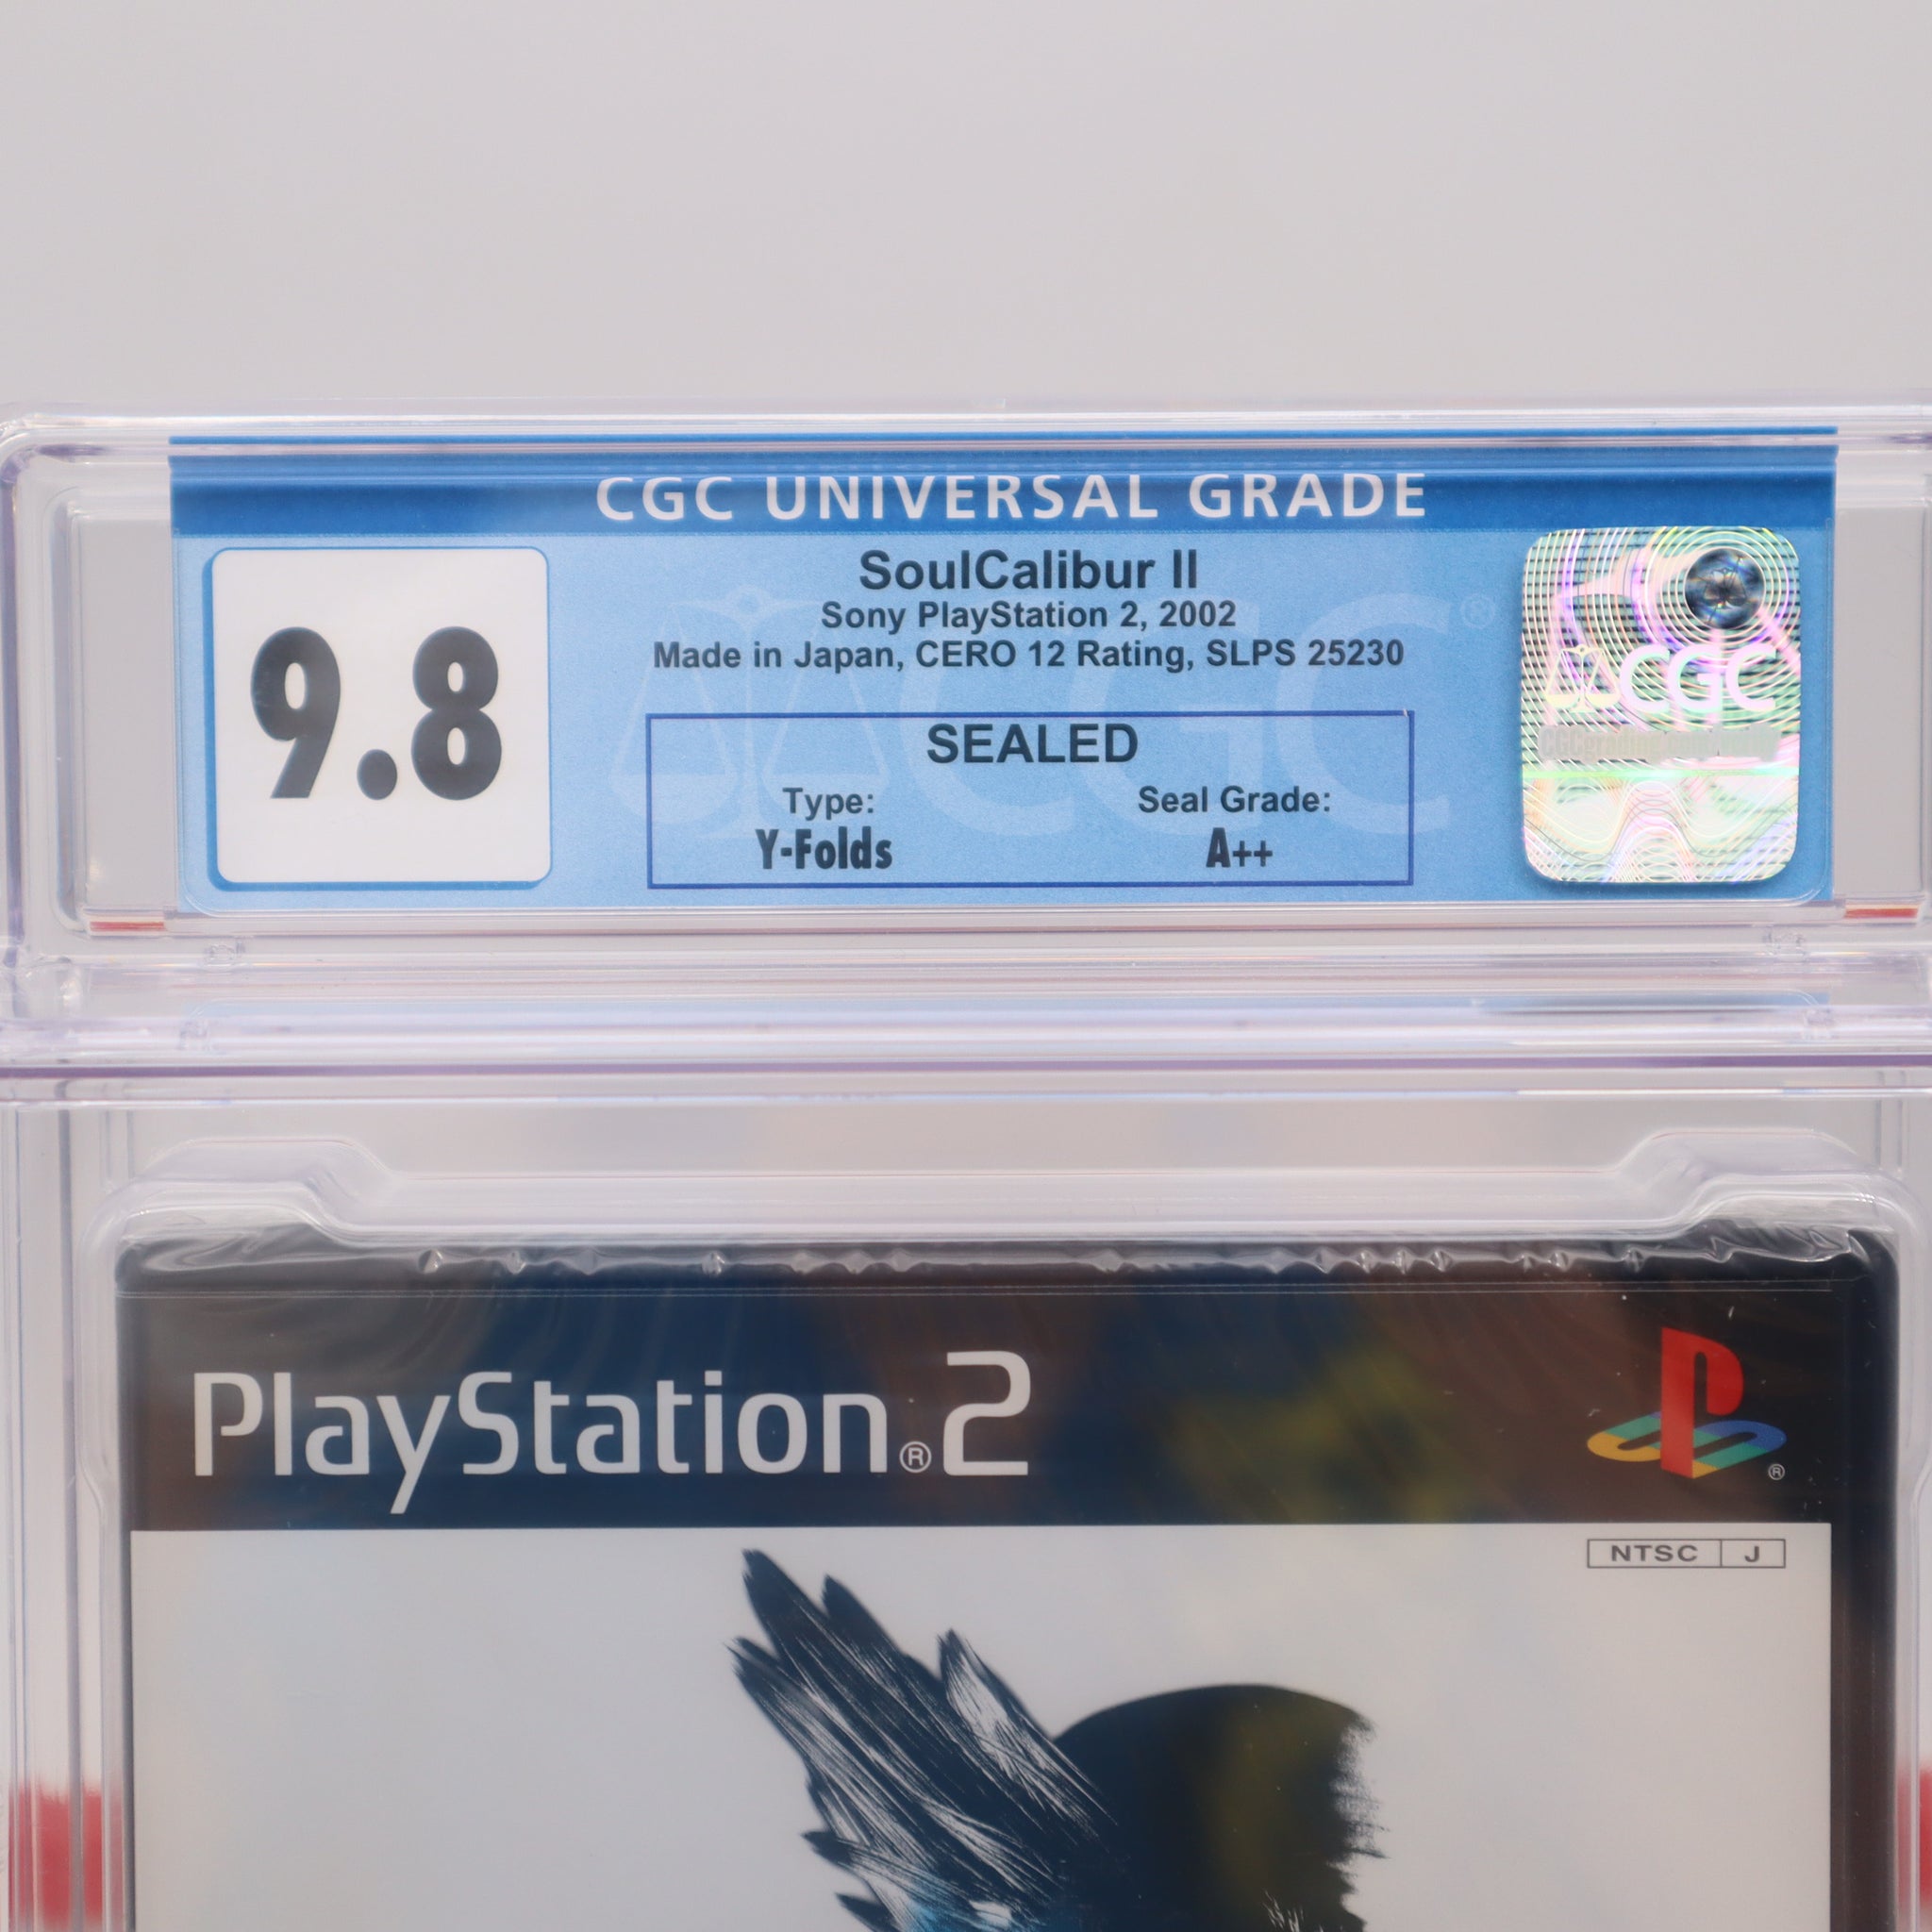 CGC UNIVERSAL GRADE
9.8
SoulCalibur II
Sony PlayStation 2, 2002
Made in Japan, CERO 12 Rating, SLPS 25230
SEALED
Type:
Seal Grade:
Y-Folds
A++
CGC®
CGC
PlayStation®2
®
NTSC J